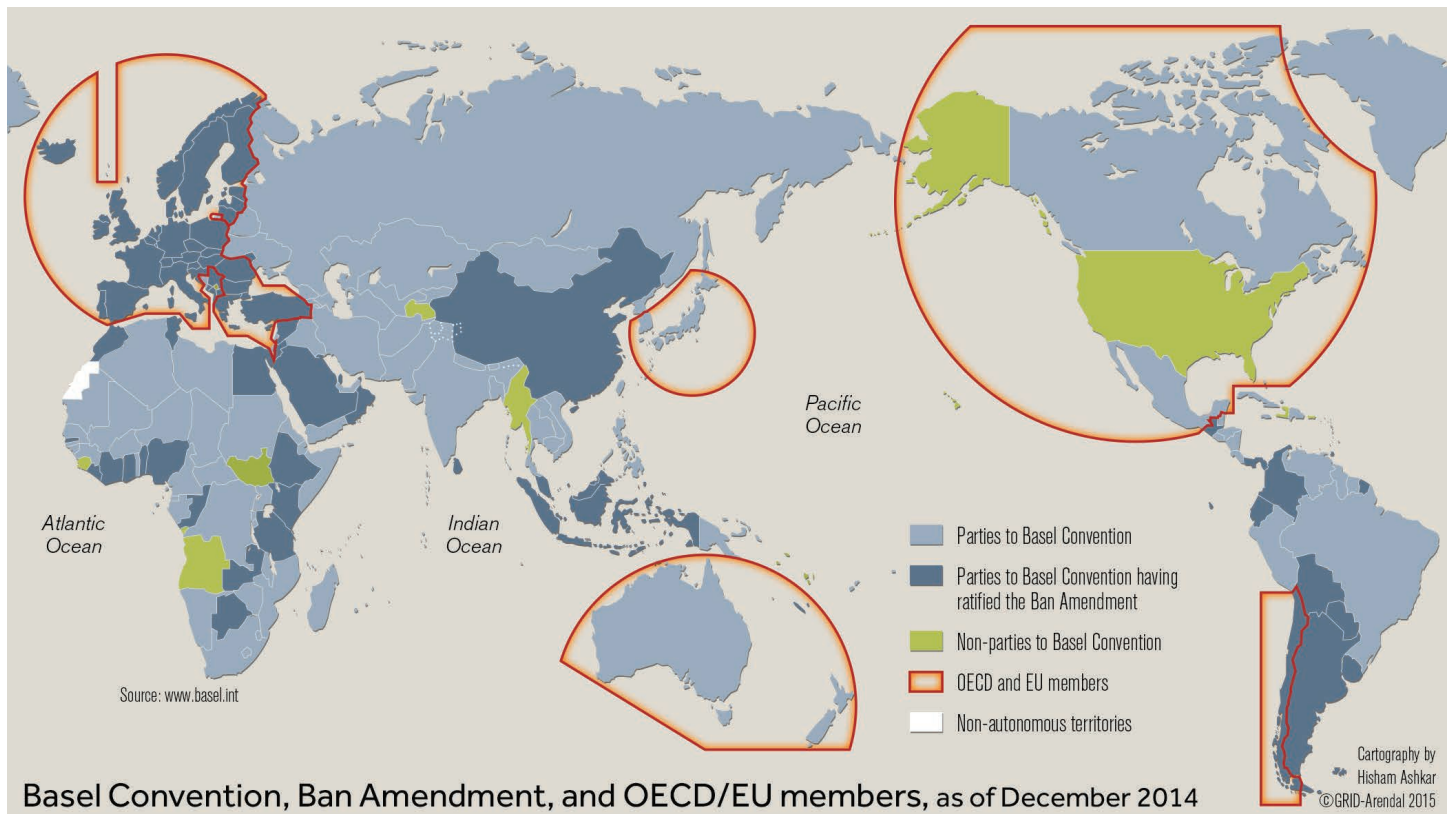 Pacific
Ocean
Atlantic
Ocean
Indian
Ocean
Parties to Basel Convention
Parties to Basel Convention having
ratified the Ban Amendment
Non-parties to Basel Convention
OECD and EU members
Non-autonomous territories
Source: www.basel.int
Cartography by
Hisham Ashkar
©GRID-Arendal 2015
Basel Convention, Ban Amendment, and OECD/EU members, as of December 2014